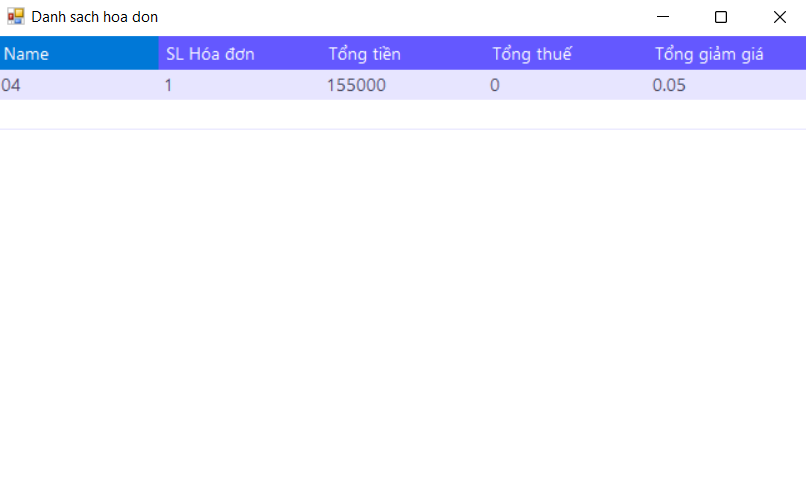 Danah sach hoa don
Name SL Hóa đơn Tổng tiền Tổng thuế Tổng giảm giá
04 1 155000 0 0.05